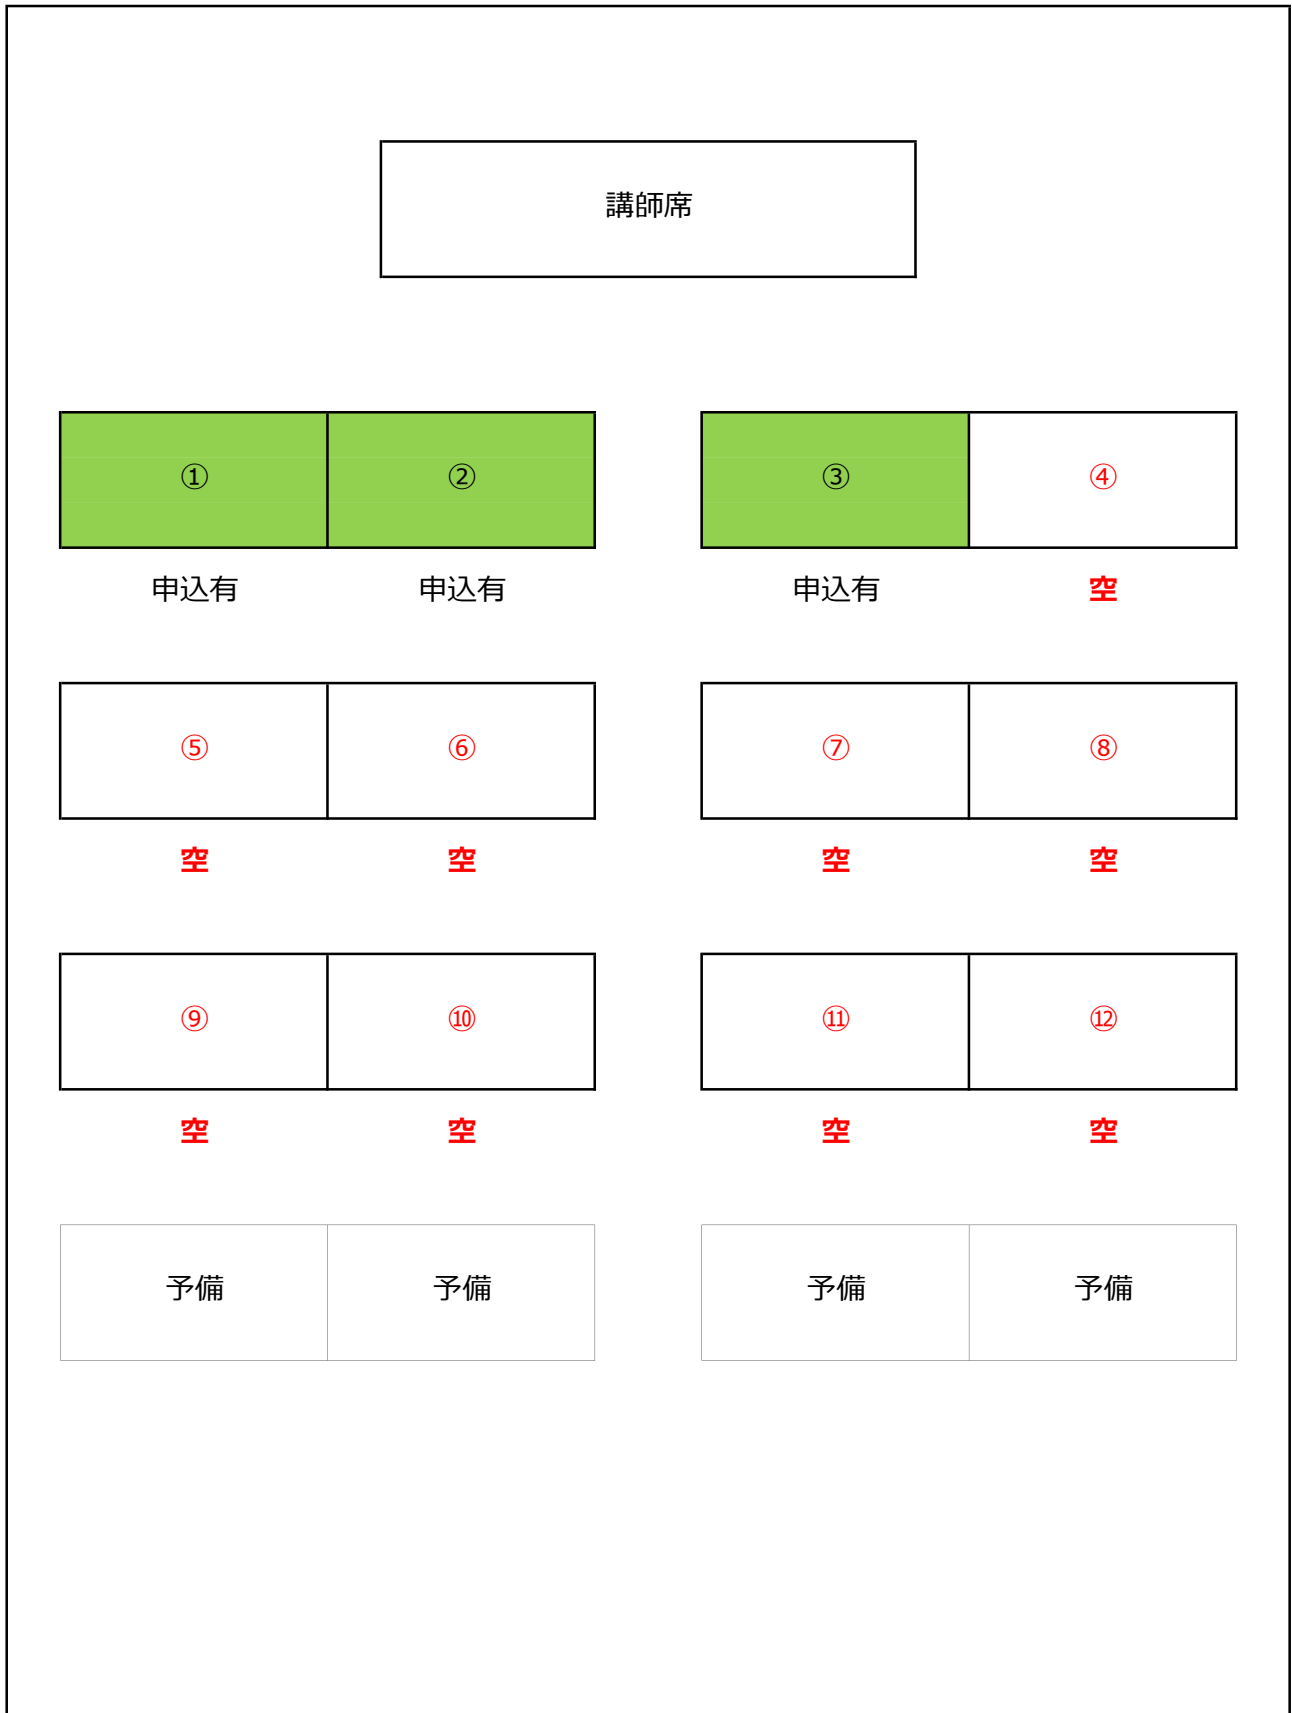 講師席
① ② ③ ④
申込有 申込有 申込有 空
⑤ ⑥ ⑦ ⑧
空 空 空 空
⑨ ⑩ ⑪ ⑫
空 空 空 空
予備 予備 予備 予備